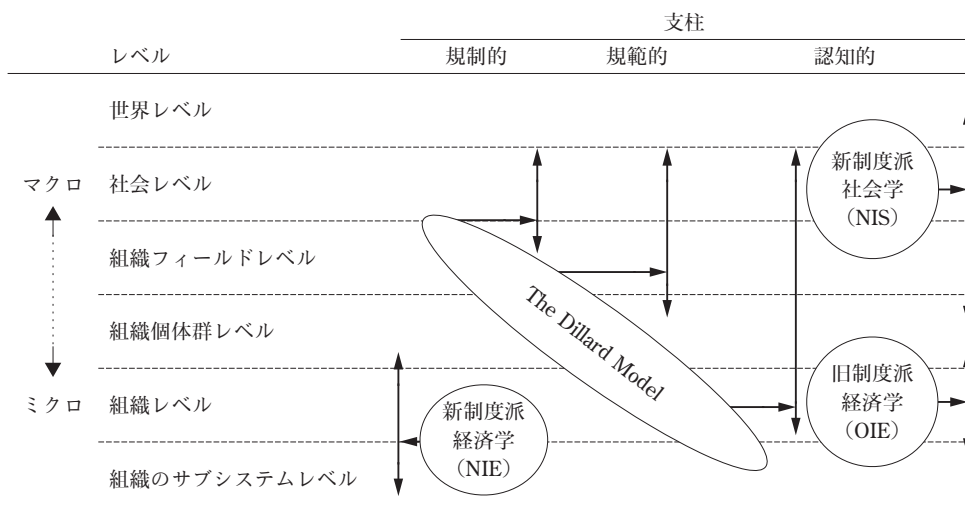 支柱
レベル 規制的 規範的 認知的
世界レベル
マクロ 社会レベル
新制度派
社会学
(NIS)
組織フィールドレベル
The Dillard Model
組織個体群レベル
ミクロ 組織レベル
新制度派
経済学
(NIE)
旧制度派
経済学
(OIE)
組織のサブシステムレベル